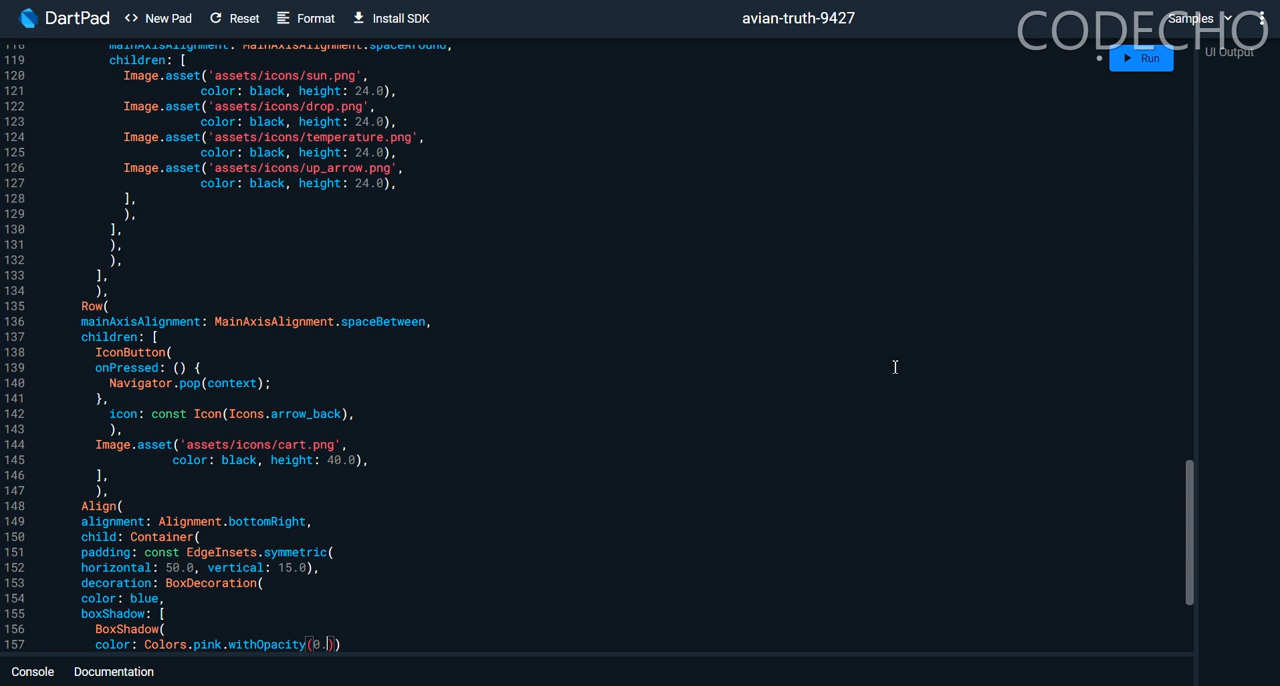 DartPad <> New Pad Reset Format Install SDK avian-truth-9427 Samples
CODECHO
Run
UI Output
118 mainAxisAlignment: MainAxisAlignment.spaceAround,
119 children: [
120 Image.asset('assets/icons/sun.png',
121 color: black, height: 24.0),
122 Image.asset('assets/icons/drop.png',
123 color: black, height: 24.0),
124 Image.asset('assets/icons/temperature.png',
125 color: black, height: 24.0),
126 Image.asset('assets/icons/up_arrow.png',
127 color: black, height: 24.0),
128 ],
129 ),
130 ],
131 ),
132 ),
133 ],
134 ),
135 Row(
136 mainAxisAlignment: MainAxisAlignment.spaceBetween,
137 children: [
138 IconButton(
139 onPressed: () {
140 Navigator.pop(context);
141 },
142 icon: const Icon(Icons.arrow_back),
143 ),
144 Image.asset('assets/icons/cart.png',
145 color: black, height: 40.0),
146 ],
147 ),
148 Align(
149 alignment: Alignment.bottomRight,
150 child: Container(
151 padding: const EdgeInsets.symmetric(
152 horizontal: 50.0, vertical: 15.0),
153 decoration: BoxDecoration(
154 color: blue,
155 boxShadow: [
156 BoxShadow(
157 color: Colors.pink.withOpacity(0.))
Console Documentation